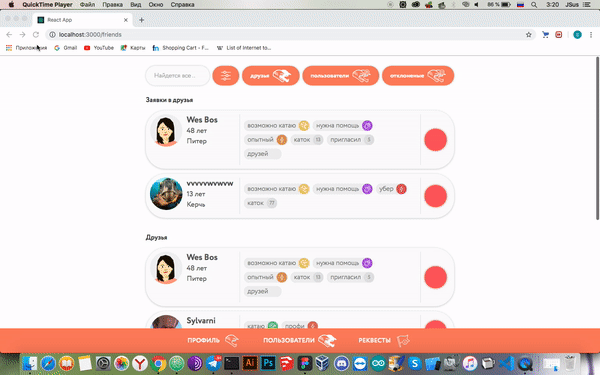 QuickTime Player Файл Правка Вид Окно Справка 86 % 3:20 JSus
React App
localhost:3000/friends
Приложения Gmail YouTube Карты Shopping Cart - F... List of Internet to...
Найдется все... друзья пользователи отклоненные
Заявки в друзья
Wes Bos
48 лет
Питер
возможно катаю нужна помощь
опытный каток 13 пригласил 5
друзей
vvvvvwvwvw
13 лет
Керчь
возможно катаю нужна помощь убер
каток 77
Друзья
Wes Bos
48 лет
Питер
возможно катаю нужна помощь
опытный каток 13 пригласил 5
друзей
Sylvarni
катаю профи
ПРОФИЛЬ ПОЛЬЗОВАТЕЛИ РЕКВЕСТЫ